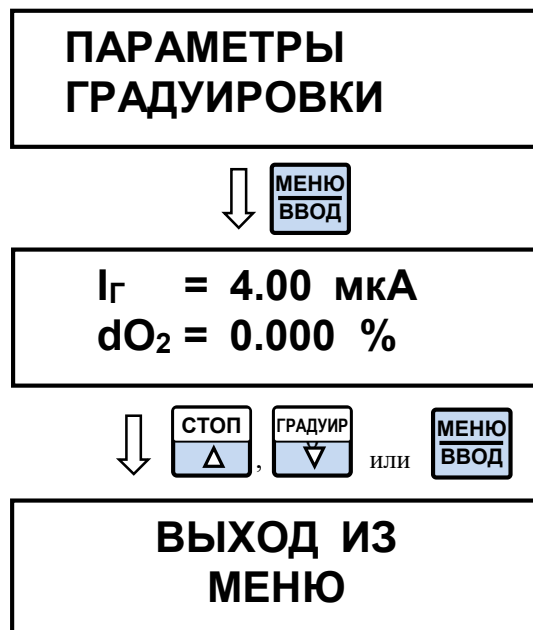 ПАРАМЕТРЫ
ГРАДУИРОВКИ
МЕНЮ
ВВОД
IГ = 4.00 мкА
dO₂ = 0.000 %
СТОП , ГРАДУИР или МЕНЮ
ВВОД
ВЫХОД ИЗ
МЕНЮ